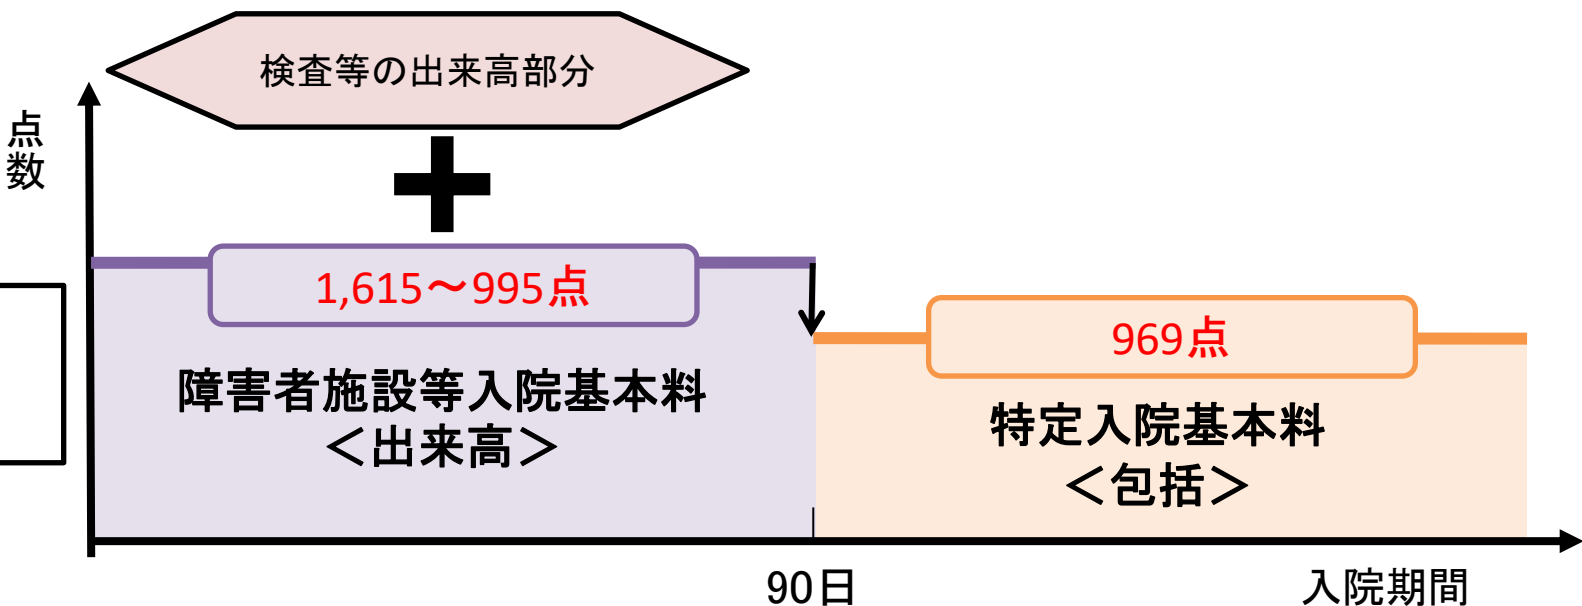 検査等の出来高部分
点数
1,615～995点
969点
障害者施設等入院基本料
＜出来高＞
特定入院基本料
＜包括＞
90日
入院期間